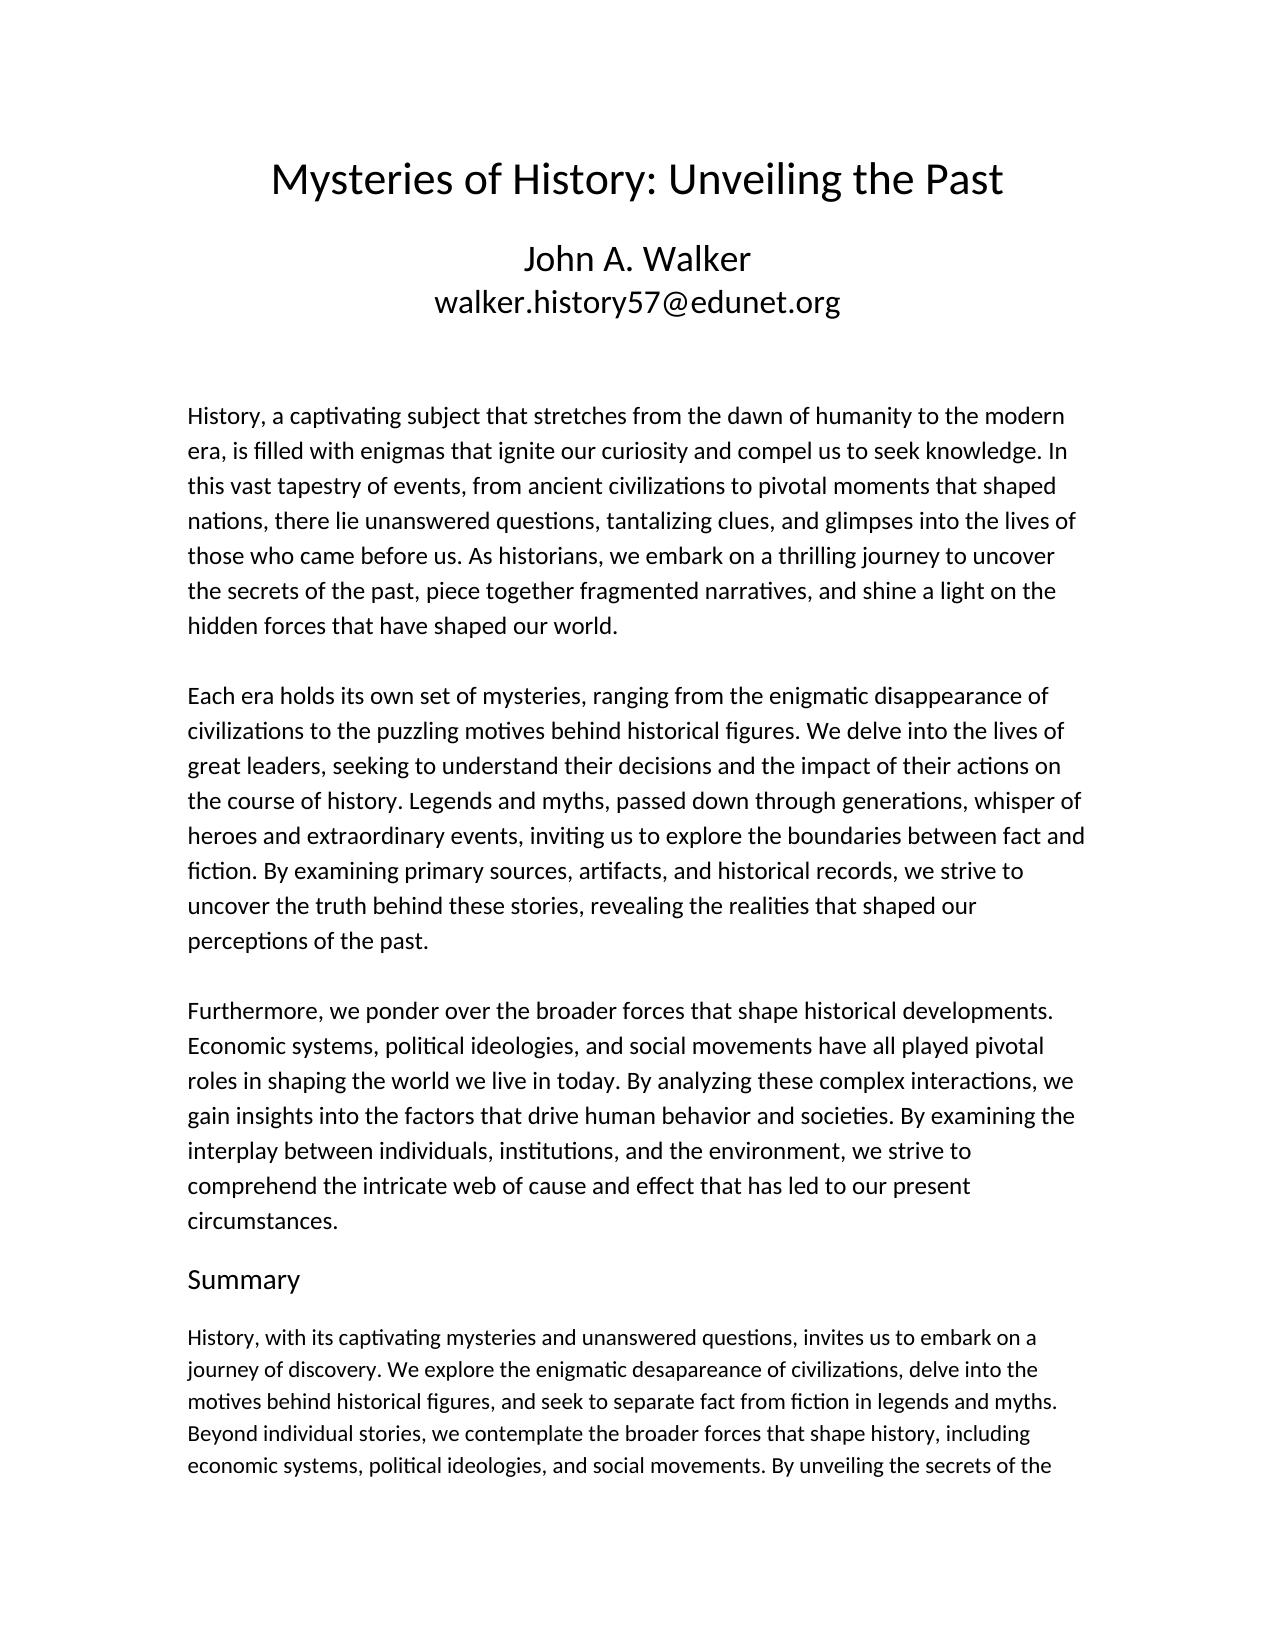 Mysteries of History: Unveiling the Past
John A. Walker
walker.history57@edunet.org
History, a captivating subject that stretches from the dawn of humanity to the modern
era, is filled with enigmas that ignite our curiosity and compel us to seek knowledge. In
this vast tapestry of events, from ancient civilizations to pivotal moments that shaped
nations, there lie unanswered questions, tantalizing clues, and glimpses into the lives of
those who came before us. As historians, we embark on a thrilling journey to uncover
the secrets of the past, piece together fragmented narratives, and shine a light on the
hidden forces that have shaped our world.
Each era holds its own set of mysteries, ranging from the enigmatic disappearance of
civilizations to the puzzling motives behind historical figures. We delve into the lives of
great leaders, seeking to understand their decisions and the impact of their actions on
the course of history. Legends and myths, passed down through generations, whisper of
heroes and extraordinary events, inviting us to explore the boundaries between fact and
fiction. By examining primary sources, artifacts, and historical records, we strive to
uncover the truth behind these stories, revealing the realities that shaped our
perceptions of the past.
Furthermore, we ponder over the broader forces that shape historical developments.
Economic systems, political ideologies, and social movements have all played pivotal
roles in shaping the world we live in today. By analyzing these complex interactions, we
gain insights into the factors that drive human behavior and societies. By examining the
interplay between individuals, institutions, and the environment, we strive to
comprehend the intricate web of cause and effect that has led to our present
circumstances.
Summary
History, with its captivating mysteries and unanswered questions, invites us to embark on a
journey of discovery. We explore the enigmatic desapareance of civilizations, delve into the
motives behind historical figures, and seek to separate fact from fiction in legends and myths.
Beyond individual stories, we contemplate the broader forces that shape history, including
economic systems, political ideologies, and social movements. By unveiling the secrets of the